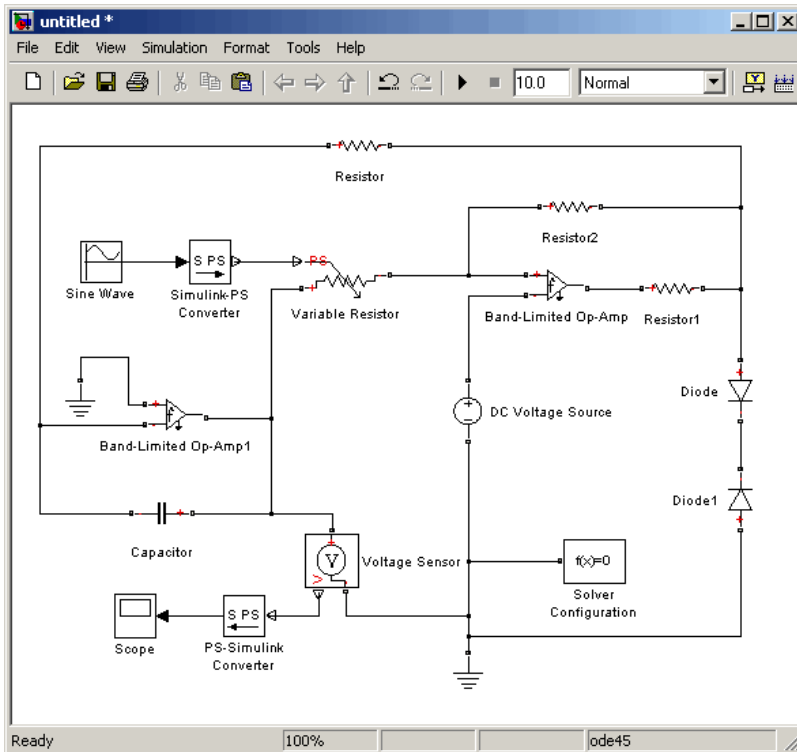 untitled *
File Edit View Simulation Format Tools Help
10.0 Normal
Resistor
Resistor2
Sine Wave
S PS
Simulink-PS
Converter
PS
Variable Resistor
Band-Limited Op-Amp
Resistor1
Band-Limited Op-Amp1
DC Voltage Source
Diode
Diode1
Capacitor
V
V
Voltage Sensor
f(x)=0
Solver
Configuration
Scope
S PS
PS-Simulink
Converter
Ready 100% ode45